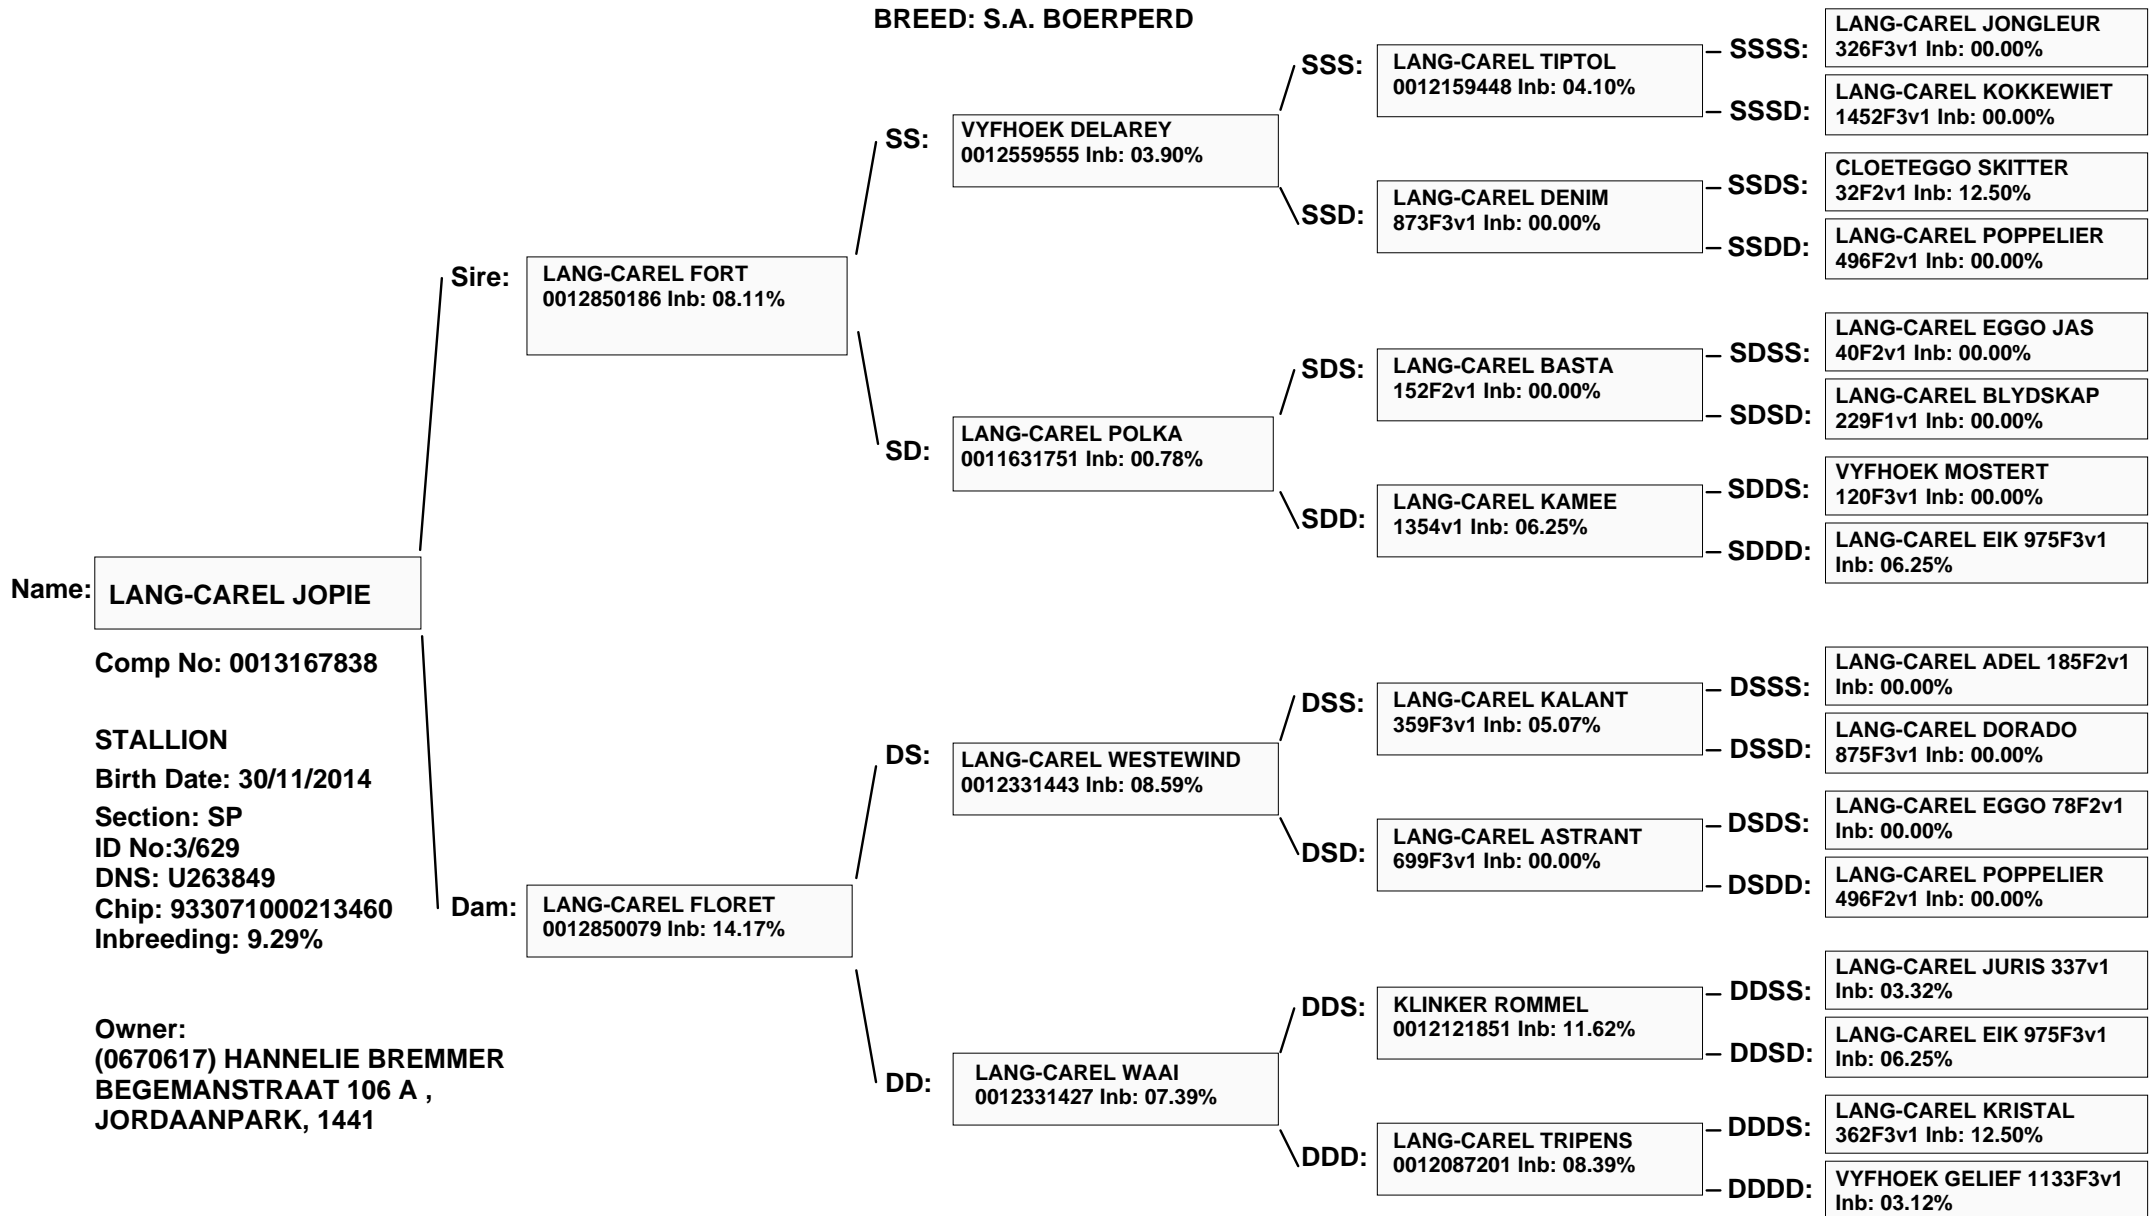 BREED: S.A. BOERPERD
Name:
LANG-CAREL JOPIE
Comp No: 0013167838
STALLION
Birth Date: 30/11/2014
Section: SP
ID No:3/629
DNS: U263849
Chip: 933071000213460
Inbreeding: 9.29%
Owner:
(0670617) HANNELIE BREMMER
BEGEMANSTRAAT 106 A ,
JORDAANPARK, 1441
Sire:
LANG-CAREL FORT
0012850186 Inb: 08.11%
Dam:
LANG-CAREL FLORET
0012850079 Inb: 14.17%
SS:
VYFHOEK DELAREY
0012559555 Inb: 03.90%
SD:
LANG-CAREL POLKA
0011631751 Inb: 00.78%
DS:
LANG-CAREL WESTEWIND
0012331443 Inb: 08.59%
DD:
LANG-CAREL WAAI
0012331427 Inb: 07.39%
SSS:
LANG-CAREL TIPTOL
0012159448 Inb: 04.10%
SSD:
LANG-CAREL DENIM
873F3v1 Inb: 00.00%
SDS:
LANG-CAREL BASTA
152F2v1 Inb: 00.00%
SDD:
LANG-CAREL KAMEE
1354v1 Inb: 06.25%
DSS:
LANG-CAREL KALANT
359F3v1 Inb: 05.07%
DSD:
LANG-CAREL ASTRANT
699F3v1 Inb: 00.00%
DDS:
KLINKER ROMMEL
0012121851 Inb: 11.62%
DDD:
LANG-CAREL TRIPENS
0012087201 Inb: 08.39%
SSSS:
LANG-CAREL JONGLEUR
326F3v1 Inb: 00.00%
SSSD:
LANG-CAREL KOKKEWIET
1452F3v1 Inb: 00.00%
SSDS:
CLOETEGGO SKITTER
32F2v1 Inb: 12.50%
SSDD:
LANG-CAREL POPPELIER
496F2v1 Inb: 00.00%
SDSS:
LANG-CAREL EGGO JAS
40F2v1 Inb: 00.00%
SDSD:
LANG-CAREL BLYDSKAP
229F1v1 Inb: 00.00%
SDDS:
VYFHOEK MOSTERT
120F3v1 Inb: 00.00%
SDDD:
LANG-CAREL EIK 975F3v1
Inb: 06.25%
DSSS:
LANG-CAREL ADEL 185F2v1
Inb: 00.00%
DSSD:
LANG-CAREL DORADO
875F3v1 Inb: 00.00%
DSDS:
LANG-CAREL EGGO 78F2v1
Inb: 00.00%
DSDD:
LANG-CAREL POPPELIER
496F2v1 Inb: 00.00%
DDSS:
LANG-CAREL JURIS 337v1
Inb: 03.32%
DDSD:
LANG-CAREL EIK 975F3v1
Inb: 06.25%
DDDS:
LANG-CAREL KRISTAL
362F3v1 Inb: 12.50%
DDDD:
VYFHOEK GELIEF 1133F3v1
Inb: 03.12%